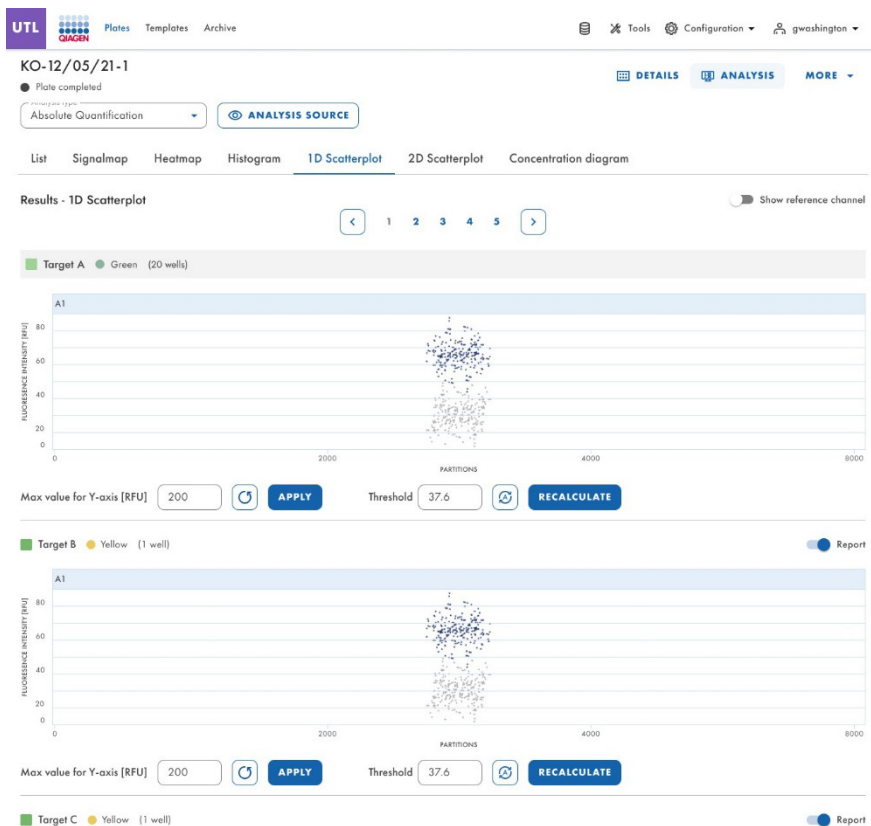 UTL QIAGEN Plates Templates Archive Tools Configuration gwashington
KO-12/05/21-1
DETAILS ANALYSIS MORE
Plate completed
Analysis type
Absolute Quantification ANALYSIS SOURCE
List Signalmap Heatmap Histogram 1D Scatterplot 2D Scatterplot Concentration diagram
Results - 1D Scatterplot Show reference channel
< 1 2 3 4 5 >
Target A Green (20 wells)
A1
FLUORESENCE INTENSITY [RFU]
80
60
40
20
0
0 2000 4000 8000
PARTITIONS
Max value for Y-axis [RFU] 200 APPLY Threshold 37.6 A RECALCULATE
Target B Yellow (1 well) Report
A1
FLUORESENCE INTENSITY [RFU]
80
60
40
20
0
0 2000 4000 8000
PARTITIONS
Max value for Y-axis [RFU] 200 APPLY Threshold 37.6 A RECALCULATE
Target C Yellow (1 well) Report